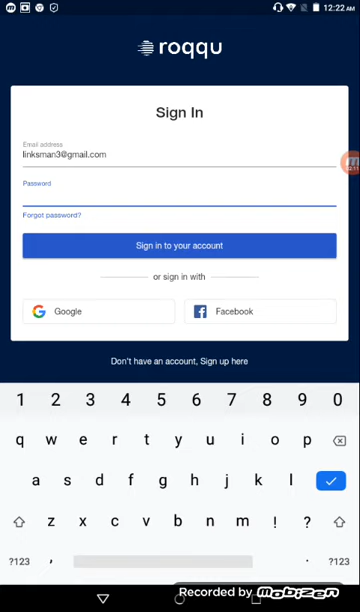 12:22 AM
roqqu
Sign In
Email address
linksman3@gmail.com
Password
Forgot password?
Sign in to your account
or sign in with
Google
Facebook
Don't have an account, Sign up here
1 2 3 4 5 6 7 8 9 0
q w e r t y u i o p
a s d f g h j k l
z x c v b n m ! ?
?123 , . ?123
Recorded by Mobizen